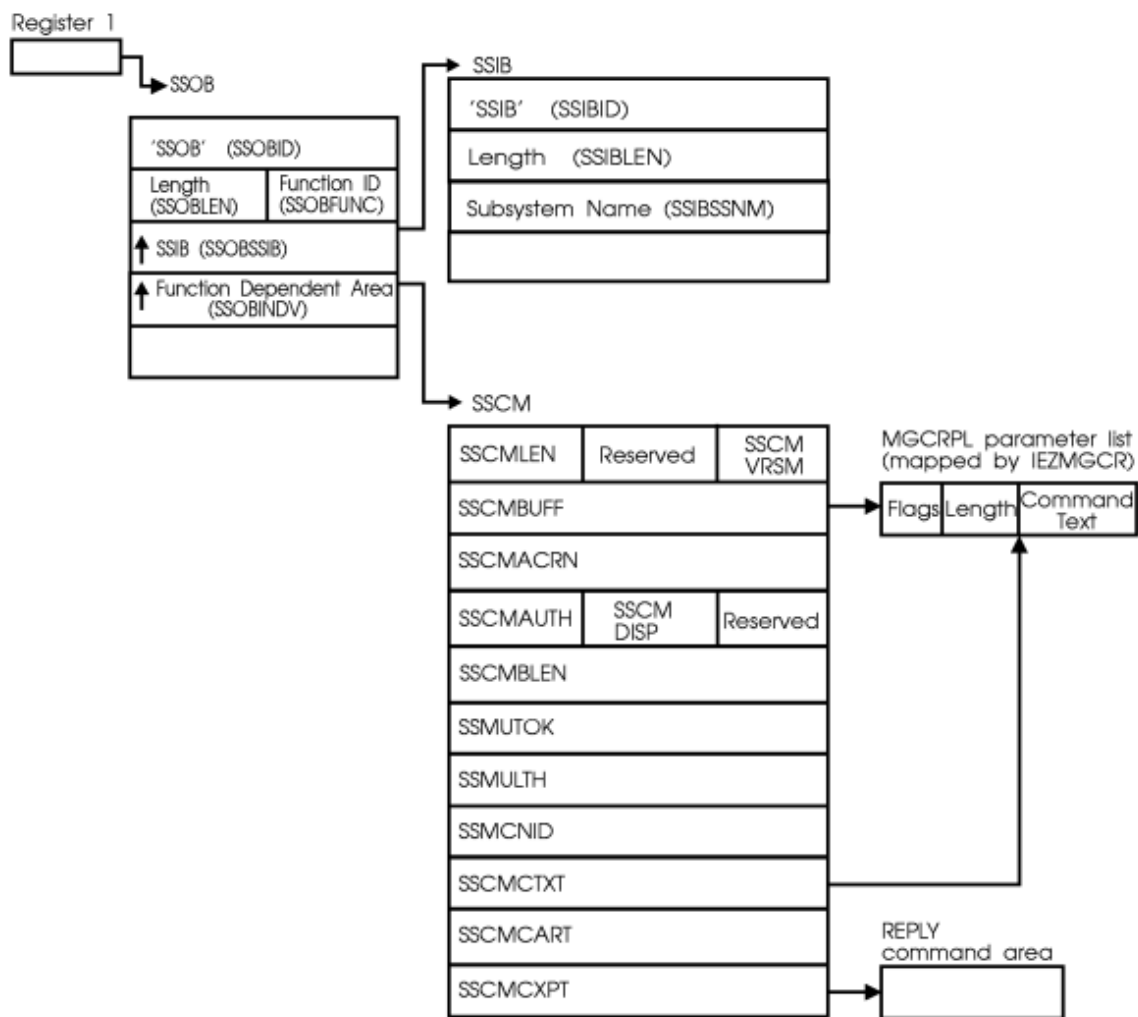 Register 1
SSOB
'SSOB' (SSOBID)
Length
(SSOBLEN)
Function ID
(SSOBFUNC)
SSIB (SSOBSSIB)
Function Dependent Area
(SSOBINDV)
SSIB
'SSIB' (SSIBID)
Length (SSIBLEN)
Subsystem Name (SSIBSSNM)
SSCM
SSCMLEN
Reserved
SSCM
VRSM
SSCMBUFF
SSCMACRN
SSCMAUTH
SSCM
DISP
Reserved
SSCMBLEN
SSMUTOK
SSMULTH
SSMCNID
SSCMCTXT
SSCMCART
SSCMCXPT
MGCRPL parameter list
(mapped by IEZMGCR)
Flags
Length
Command
Text
REPLY
command area